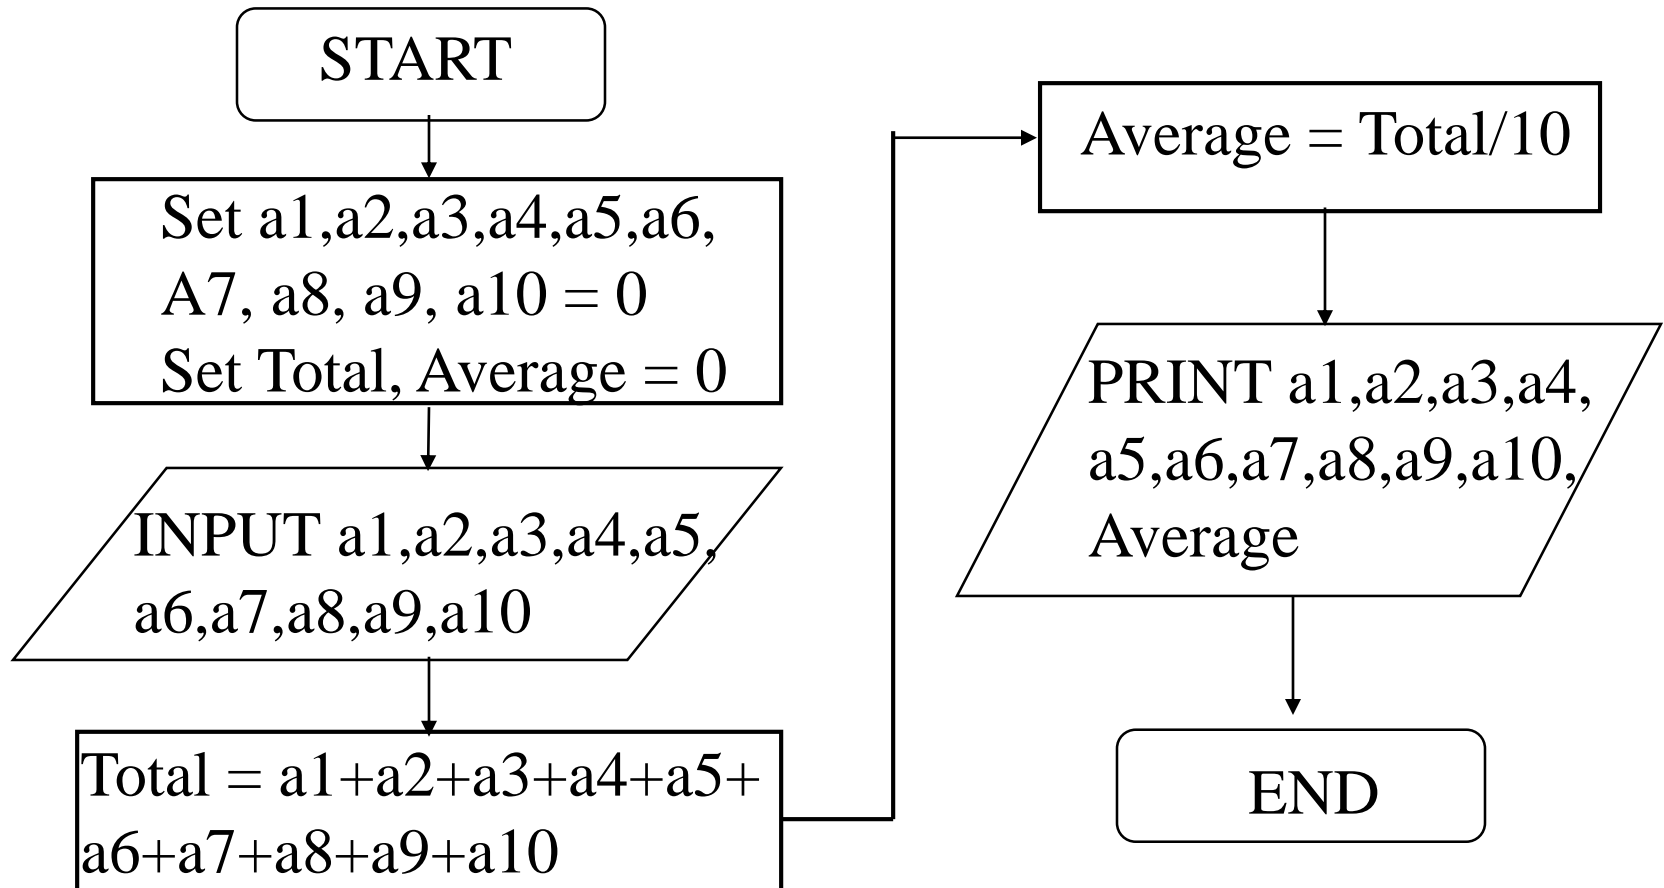 START
Set a1,a2,a3,a4,a5,a6,
A7, a8, a9, a10 = 0
Set Total, Average = 0
INPUT a1,a2,a3,a4,a5,
a6,a7,a8,a9,a10
Total = a1+a2+a3+a4+a5+
a6+a7+a8+a9+a10
Average = Total/10
PRINT a1,a2,a3,a4,
a5,a6,a7,a8,a9,a10,
Average
END